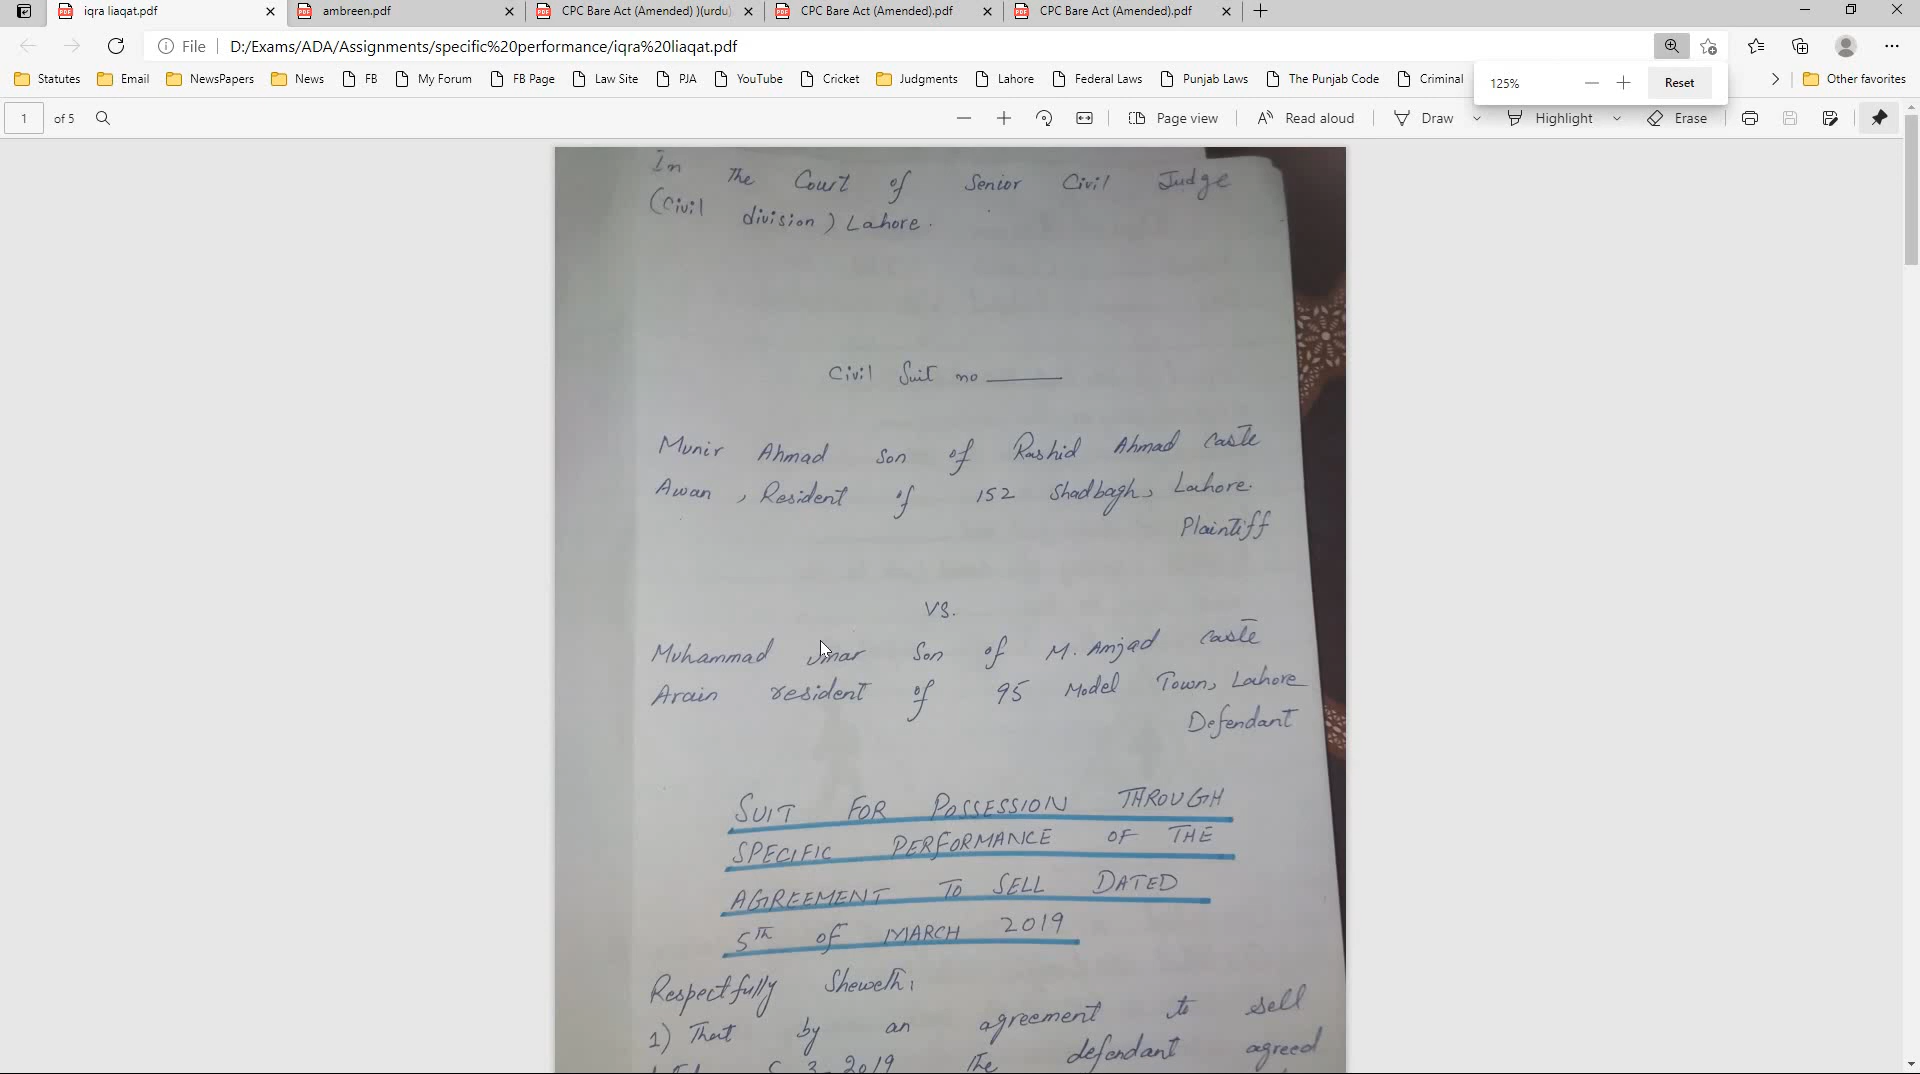 iqra liaqat.pdf
ambreen.pdf
CPC Bare Act (Amended) )(urdu)
CPC Bare Act (Amended).pdf
CPC Bare Act (Amended).pdf
File
D:/Exams/ADA/Assignments/specific%20performance/iqra%20liaqat.pdf
Statutes
Email
NewsPapers
News
FB
My Forum
FB Page
Law Site
PJA
YouTube
Cricket
Judgments
Lahore
Federal Laws
Punjab Laws
The Punjab Code
Criminal
Other favorites
125%
Reset
1 of 5
Page view
Read aloud
Draw
Highlight
Erase
In The Court of Senior Civil Judge
(Civil division) Lahore.
Civil Suit no
Munir Ahmad son of Rashid Ahmad caste
Awan, Resident of 152 Shadbagh, Lahore.
Plaintiff
VS.
Muhammad Umar Son of M. Amjad caste
Arain resident of 95 Model Town, Lahore
Defendant
SUIT FOR POSSESSION THROUGH
SPECIFIC PERFORMANCE OF THE
AGREEMENT TO SELL DATED
5TH of MARCH 2019
Respectfully Sheweth:
1) That by an agreement to sell
3-2019 The defendant agreed